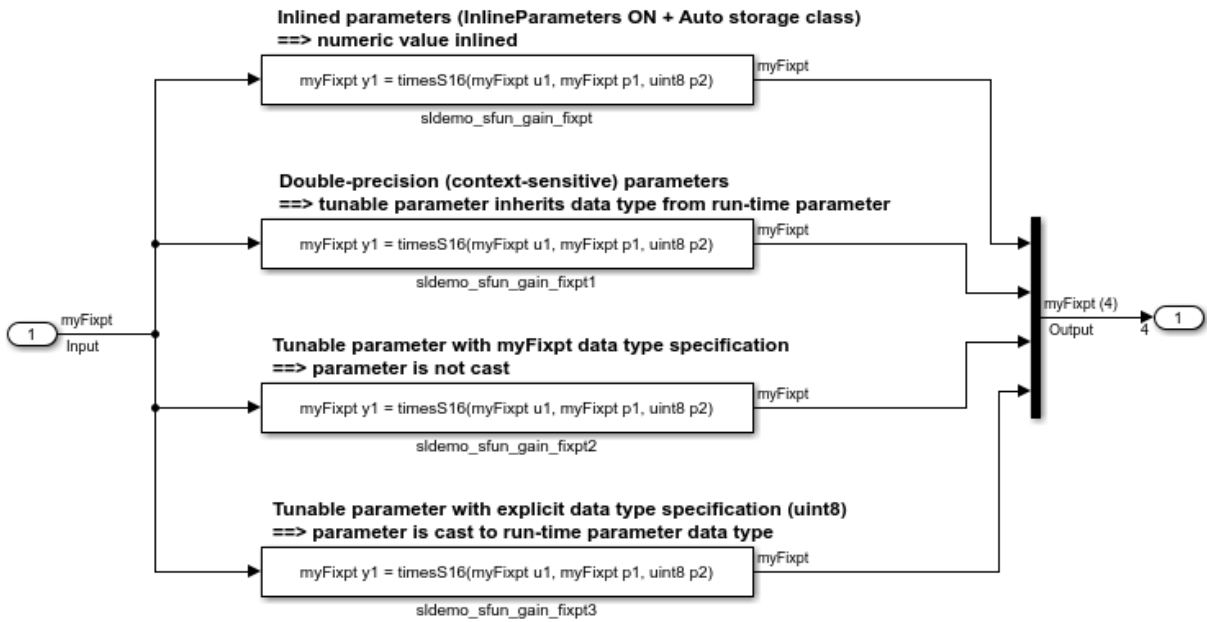 Inlined parameters (InlineParameters ON + Auto storage class)
==> numeric value inlined
myFixpt y1 = timesS16(myFixpt u1, myFixpt p1, uint8 p2)
myFixpt
sldemo_sfun_gain_fixpt
Double-precision (context-sensitive) parameters
==> tunable parameter inherits data type from run-time parameter
myFixpt y1 = timesS16(myFixpt u1, myFixpt p1, uint8 p2)
myFixpt
sldemo_sfun_gain_fixpt1
1
myFixpt
Input
myFixpt (4)
Output
4
1
Tunable parameter with myFixpt data type specification
==> parameter is not cast
myFixpt y1 = timesS16(myFixpt u1, myFixpt p1, uint8 p2)
myFixpt
sldemo_sfun_gain_fixpt2
Tunable parameter with explicit data type specification (uint8)
==> parameter is cast to run-time parameter data type
myFixpt y1 = timesS16(myFixpt u1, myFixpt p1, uint8 p2)
myFixpt
sldemo_sfun_gain_fixpt3